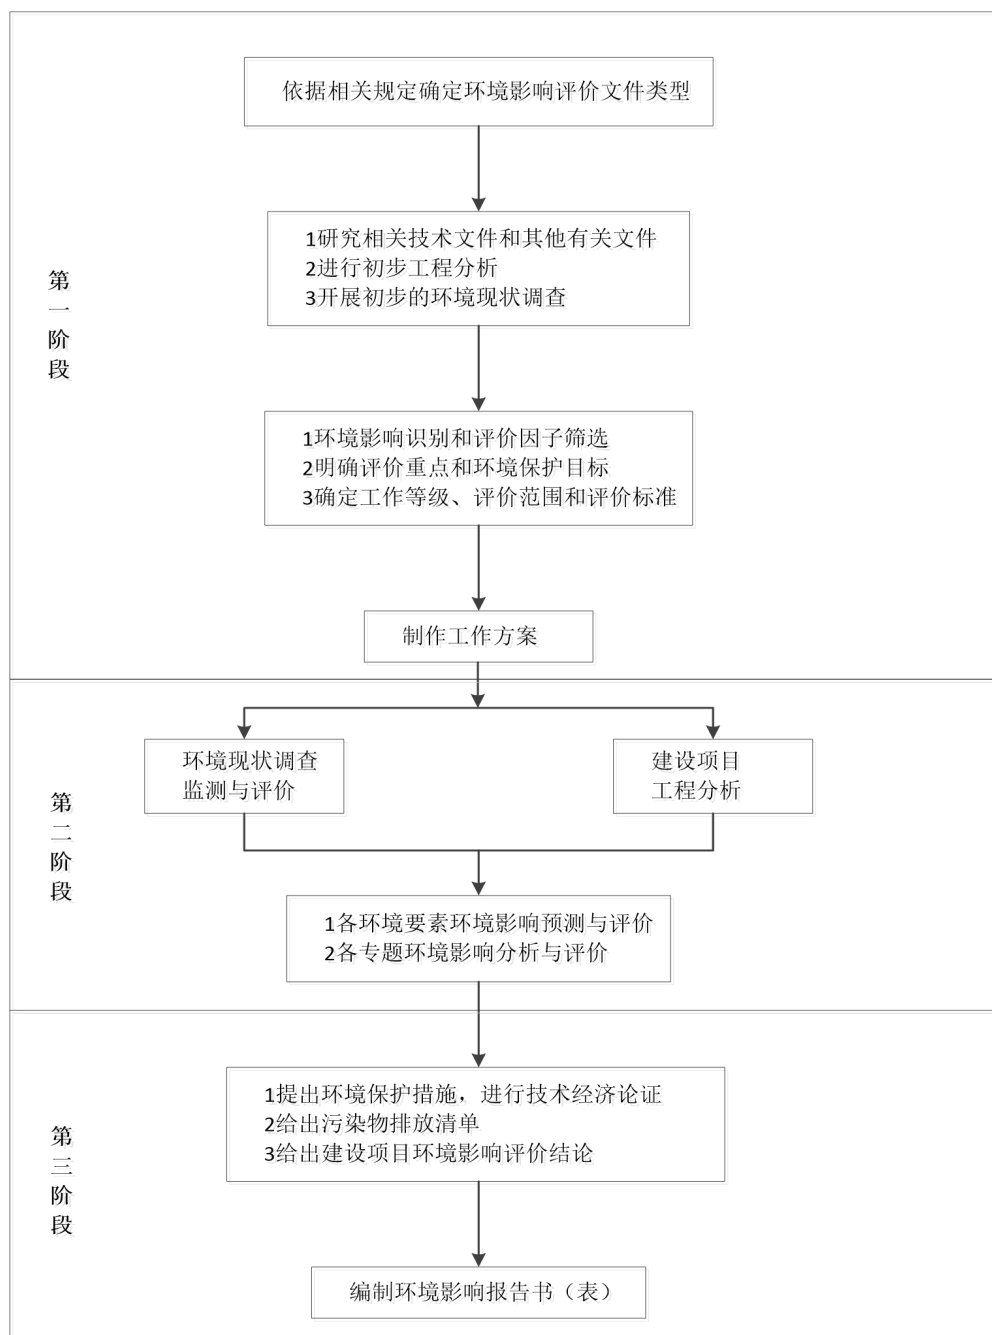 依据相关规定确定环境影响评价文件类型
1研究相关技术文件和其他有关文件
2进行初步工程分析
3开展初步的环境现状调查
第一阶段
1环境影响识别和评价因子筛选
2明确评价重点和环境保护目标
3确定工作等级、评价范围和评价标准
制作工作方案
环境现状调查
监测与评价
建设项目
工程分析
第二阶段
1各环境要素环境影响预测与评价
2各专题环境影响分析与评价
1提出环境保护措施，进行技术经济论证
2给出污染物排放清单
3给出建设项目环境影响评价结论
第三阶段
编制环境影响报告书（表）